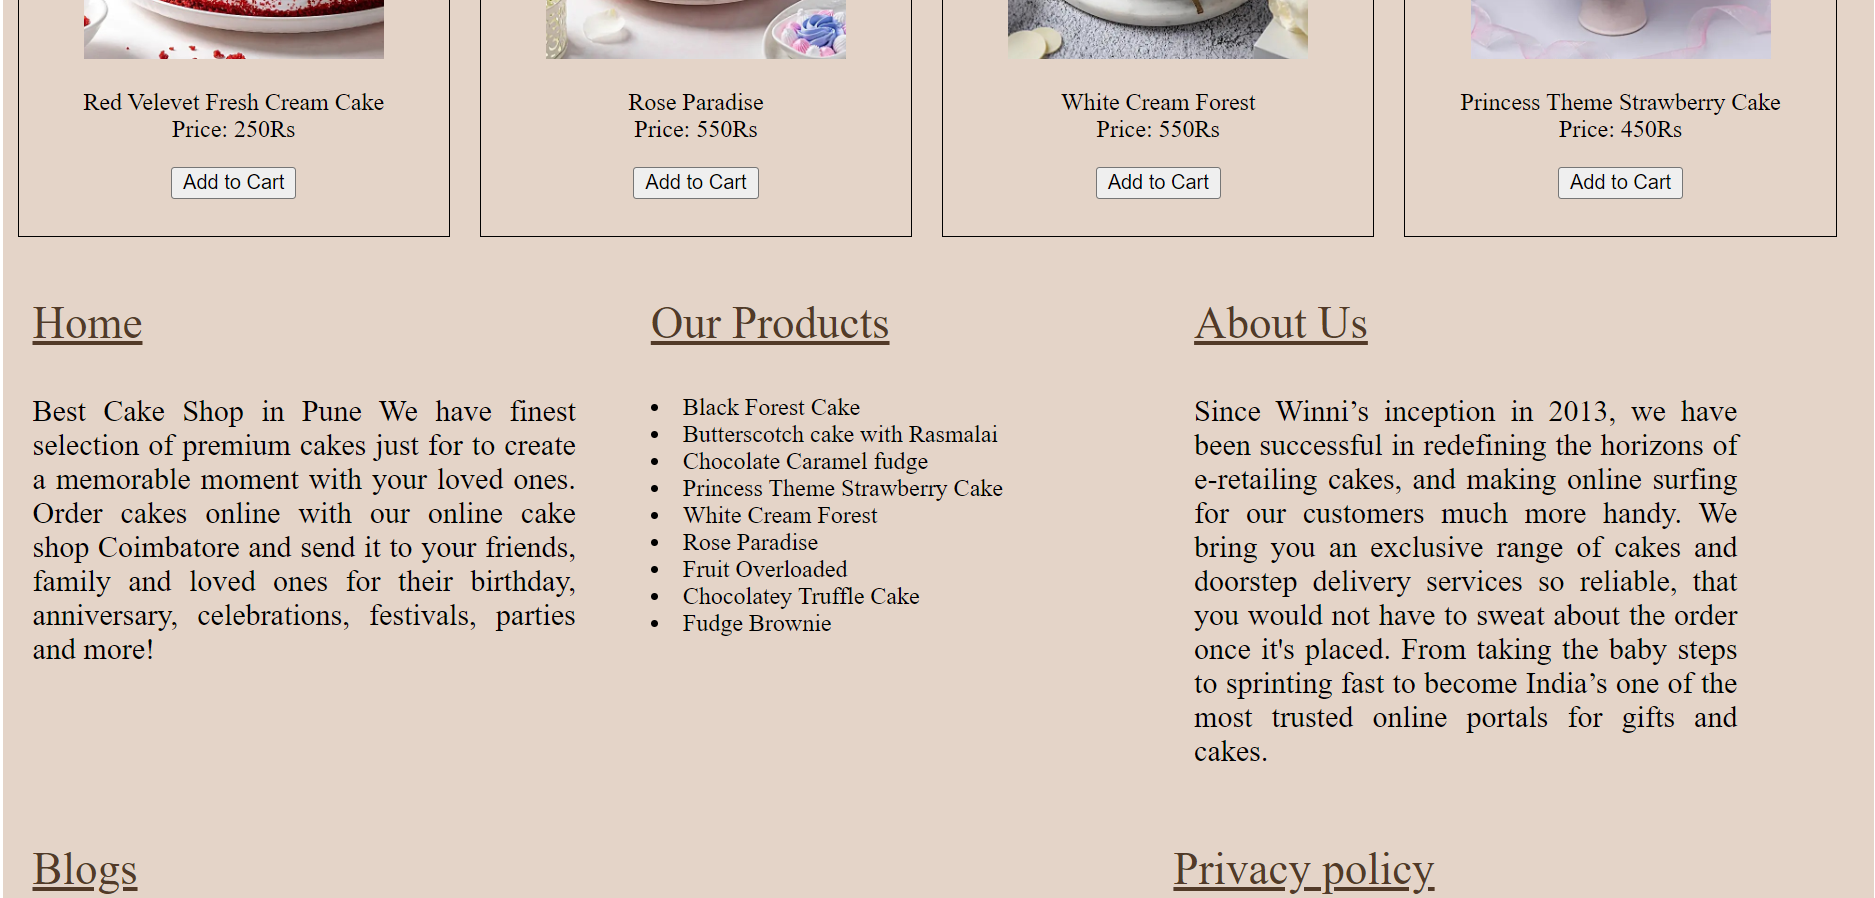 Red Velevet Fresh Cream Cake
Price: 250Rs
Add to Cart
Rose Paradise
Price: 550Rs
Add to Cart
White Cream Forest
Price: 550Rs
Add to Cart
Princess Theme Strawberry Cake
Price: 450Rs
Add to Cart
Home
Best Cake Shop in Pune We have finest
selection of premium cakes just for to create
a memorable moment with your loved ones.
Order cakes online with our online cake
shop Coimbatore and send it to your friends,
family and loved ones for their birthday,
anniversary, celebrations, festivals, parties
and more!
Our Products
• Black Forest Cake
• Butterscotch cake with Rasmalai
• Chocolate Caramel fudge
• Princess Theme Strawberry Cake
• White Cream Forest
• Rose Paradise
• Fruit Overloaded
• Chocolatey Truffle Cake
• Fudge Brownie
About Us
Since Winni’s inception in 2013, we have
been successful in redefining the horizons of
e-retailing cakes, and making online surfing
for our customers much more handy. We
bring you an exclusive range of cakes and
doorstep delivery services so reliable, that
you would not have to sweat about the order
once it's placed. From taking the baby steps
to sprinting fast to become India’s one of the
most trusted online portals for gifts and
cakes.
Blogs
Privacy policy